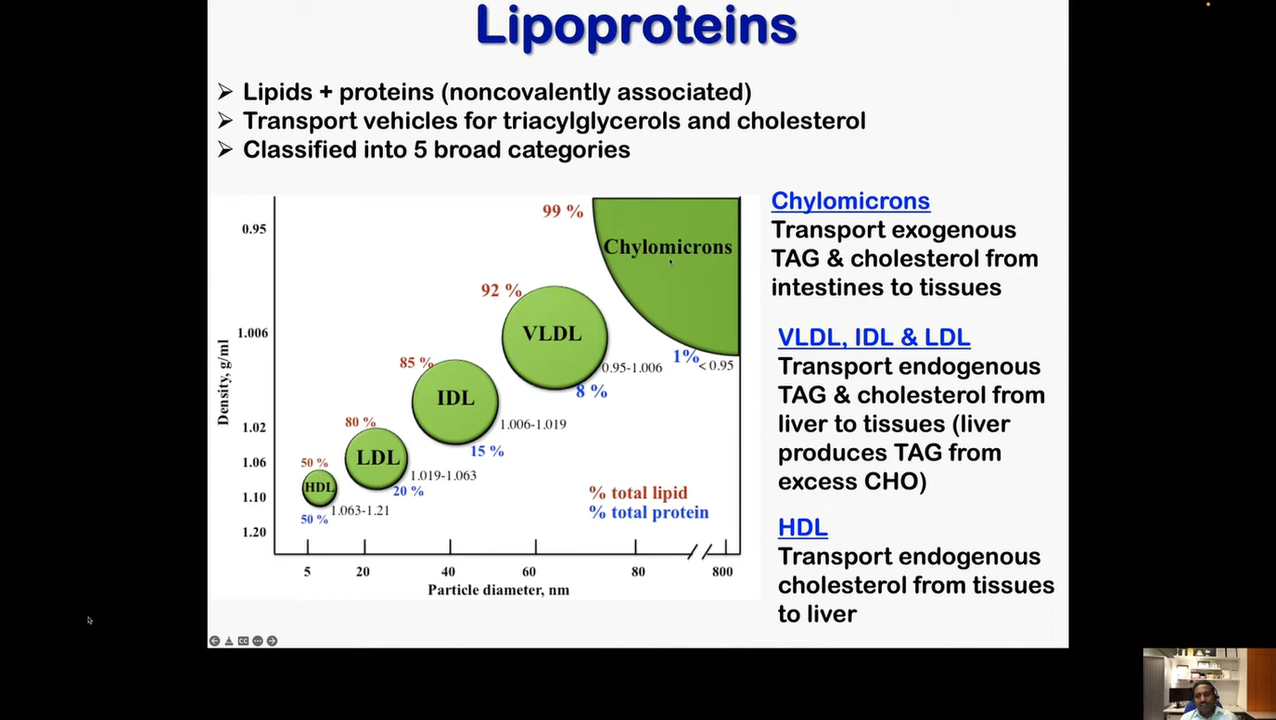 Lipoproteins
➢ Lipids + proteins (noncovalently associated)
➢ Transport vehicles for triacylglycerols and cholesterol
➢ Classified into 5 broad categories
0.95
1.006
1.02
1.06
1.10
1.20
Density, g/ml
99 %
Chylomicrons
1%
< 0.95
92 %
VLDL
0.95-1.006
8 %
85 %
IDL
1.006-1.019
15 %
80 %
LDL
1.019-1.063
20 %
50 %
HDL
1.063-1.21
50 %
% total lipid
% total protein
5 20 40 60 80 800
Particle diameter, nm
Chylomicrons
Transport exogenous
TAG & cholesterol from
intestines to tissues
VLDL, IDL & LDL
Transport endogenous
TAG & cholesterol from
liver to tissues (liver
produces TAG from
excess CHO)
HDL
Transport endogenous
cholesterol from tissues
to liver
CC